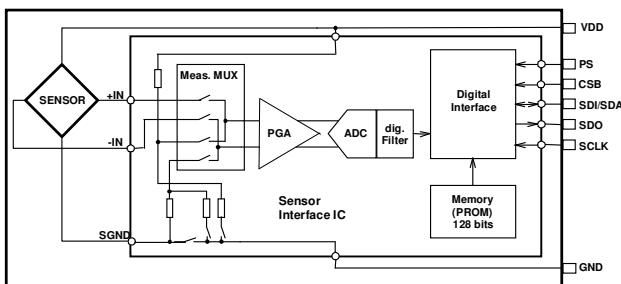 VDD
PS
CSB
SDI/SDA
SDO
SCLK
GND
SENSOR
+IN
-IN
SGND
Meas. MUX
PGA
ADC
dig.
Filter
Digital
Interface
Memory
(PROM)
128 bits
Sensor
Interface IC